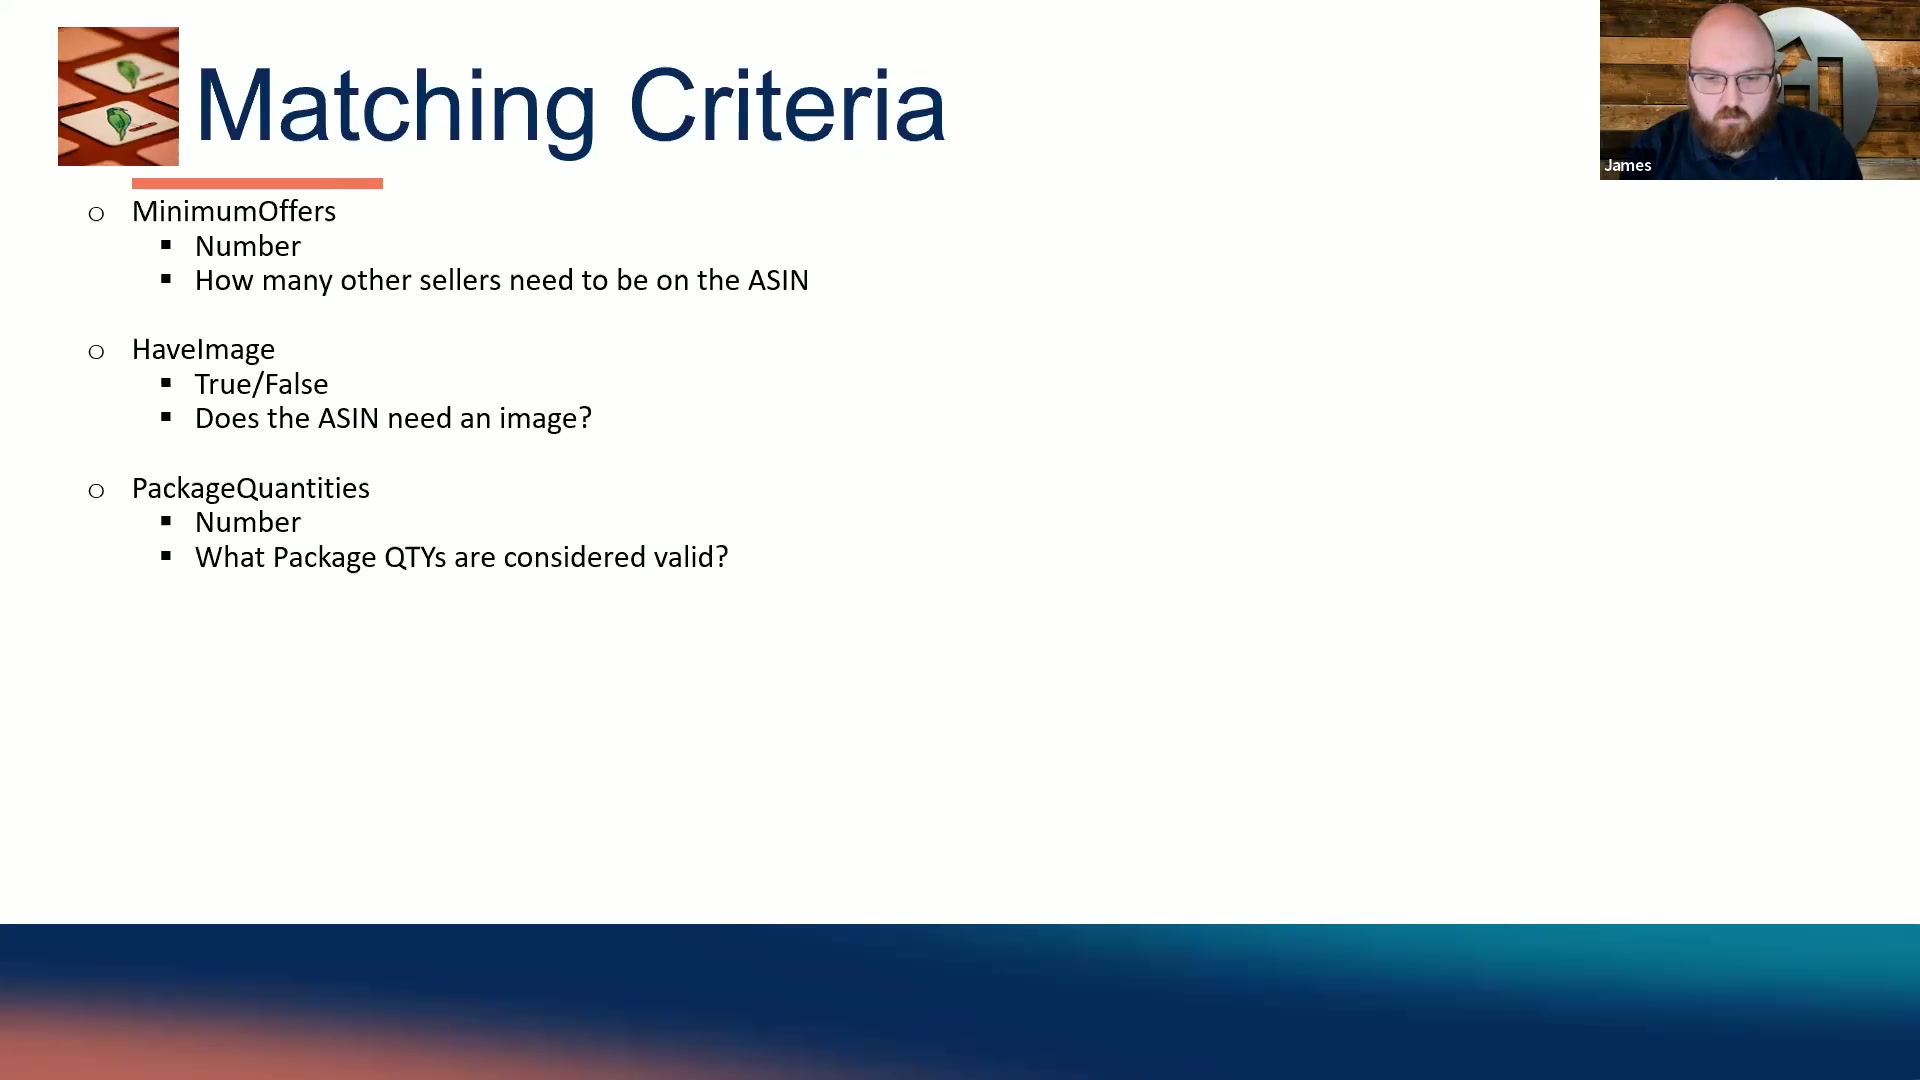 Matching Criteria
James
o MinimumOffers
▪ Number
▪ How many other sellers need to be on the ASIN
o HaveImage
▪ True/False
▪ Does the ASIN need an image?
o PackageQuantities
▪ Number
▪ What Package QTYs are considered valid?